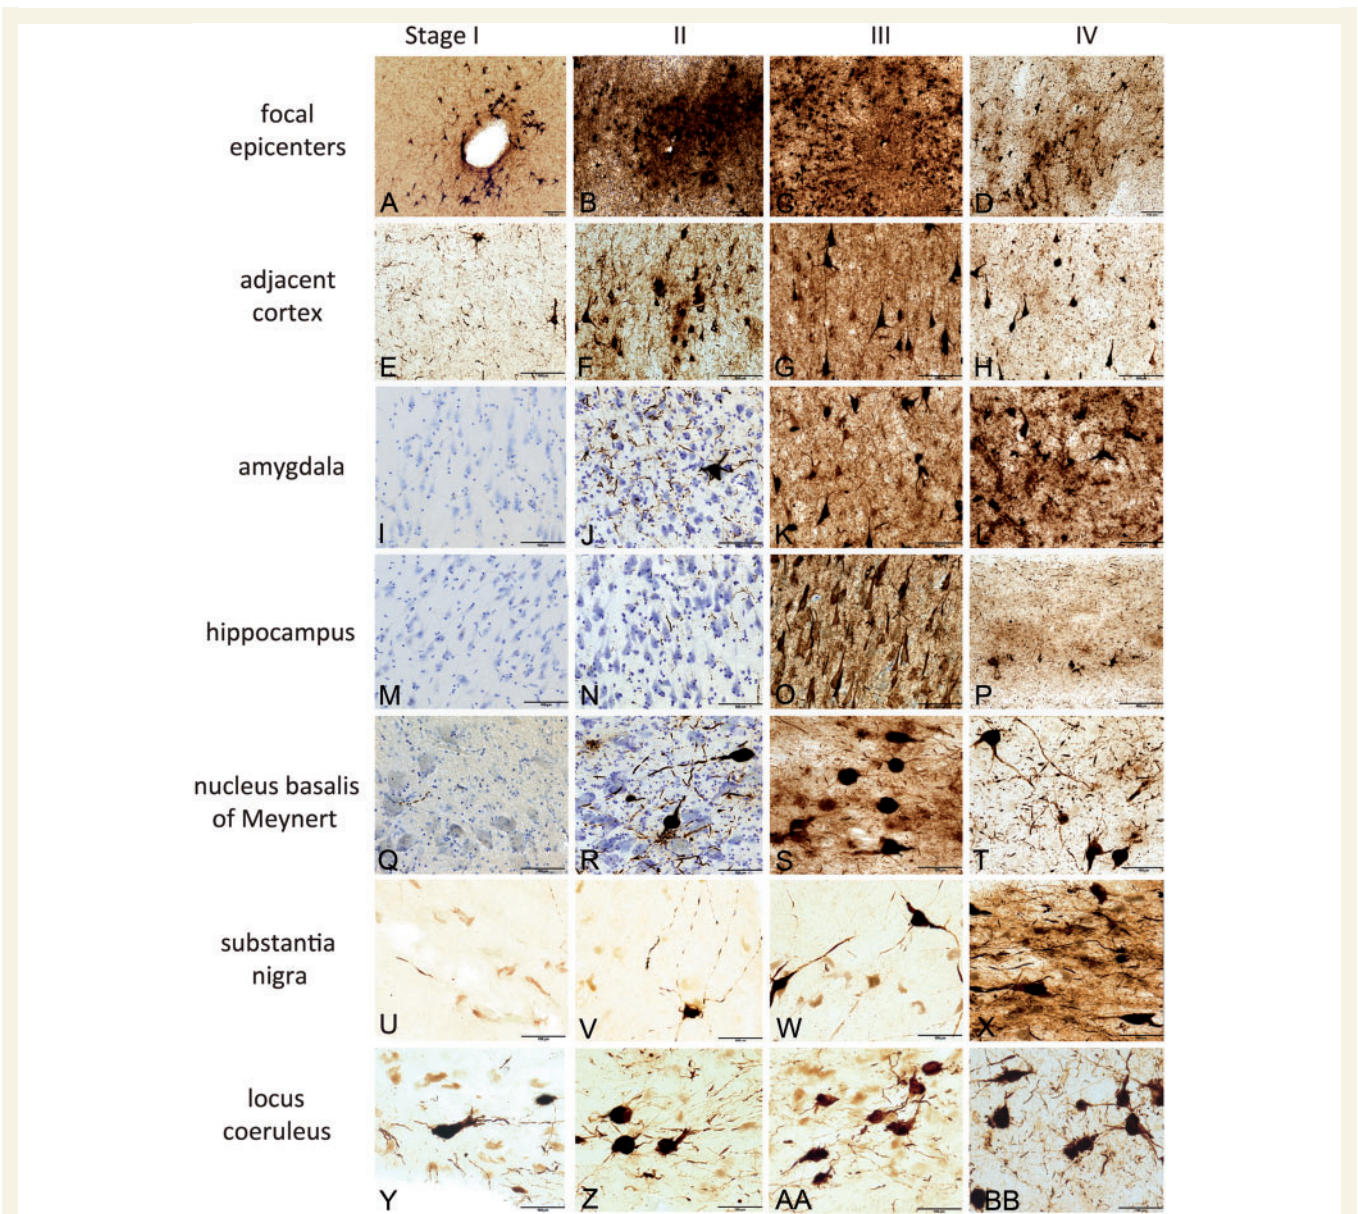 Stage I II III IV
focal
epicenters
A B C D
adjacent
cortex
E F G H
amygdala
I J K L
hippocampus
M N O P
nucleus basalis
of Meynert
Q R S T
substantia
nigra
U V W X
locus
coeruleus
Y Z AA BB